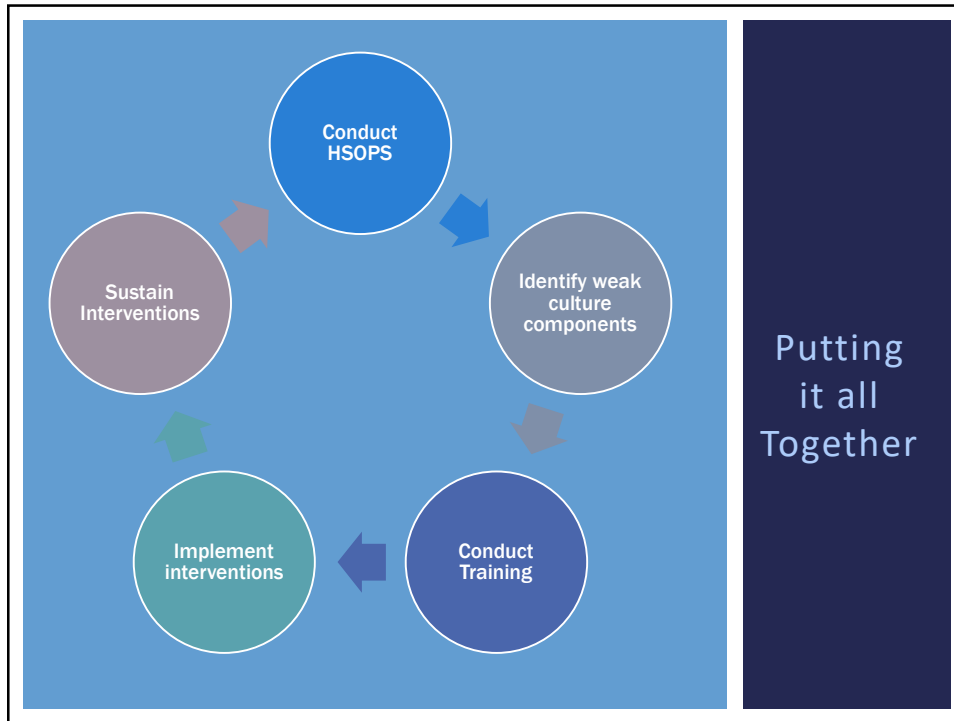 Conduct
HSOPS
Identify weak
culture
components
Conduct
Training
Implement
interventions
Sustain
Interventions
Putting
it all
Together